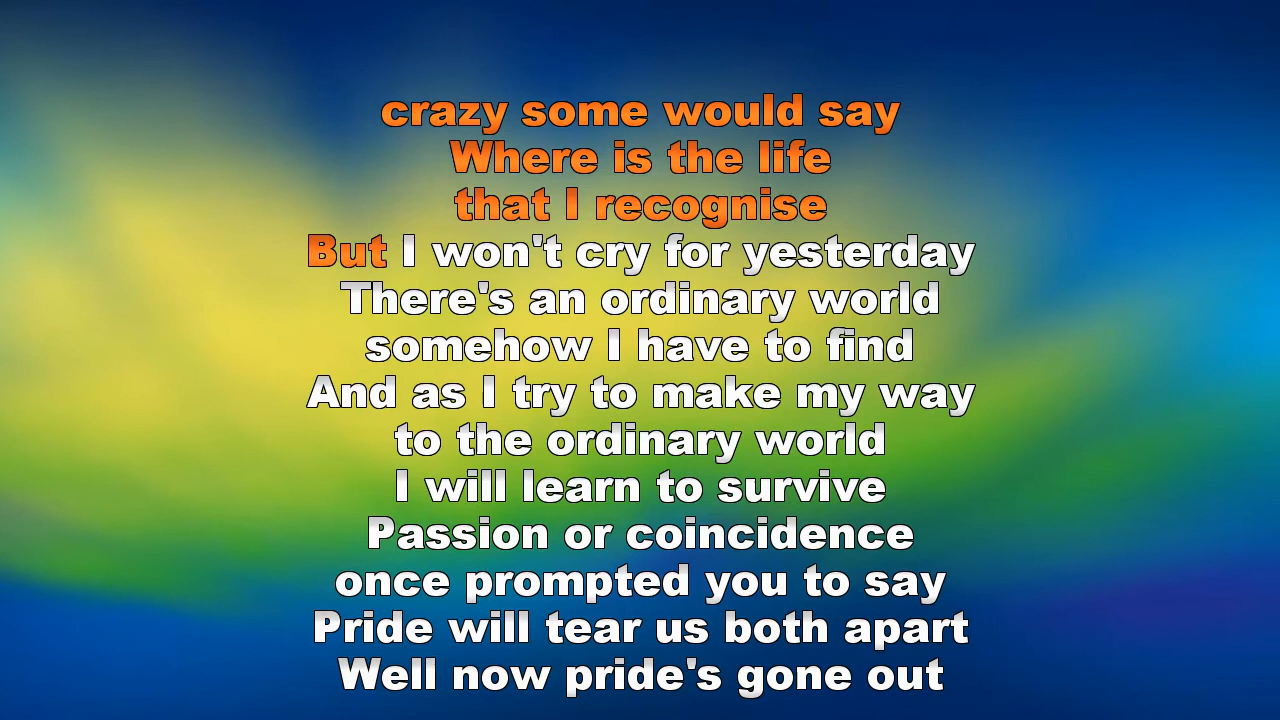 crazy some would say
Where is the life
that I recognise
But I won't cry for yesterday
There's an ordinary world
somehow I have to find
And as I try to make my way
to the ordinary world
I will learn to survive
Passion or coincidence
once prompted you to say
Pride will tear us both apart
Well now pride's gone out